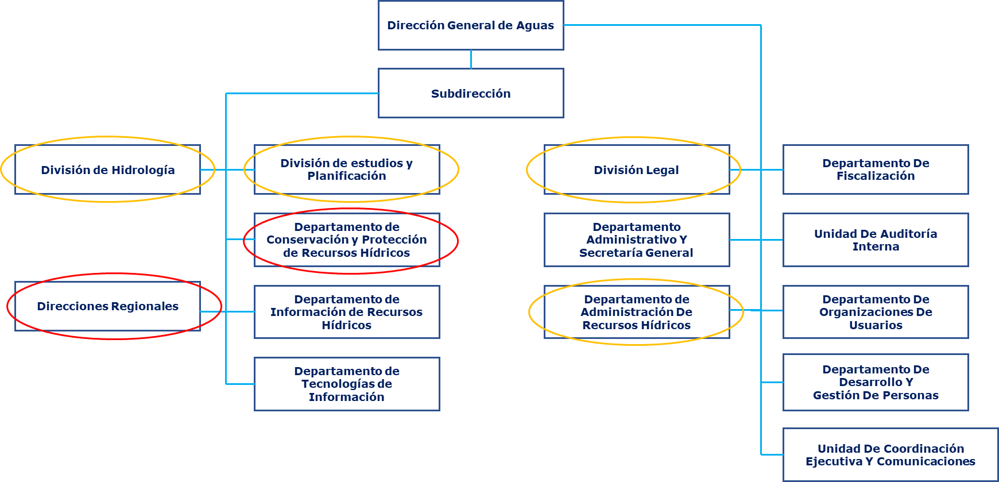 Dirección General de Aguas
Subdirección
División de Hidrología
División de estudios y
Planificación
División Legal
Departamento De
Fiscalización
Departamento de
Conservación y Protección
de Recursos Hídricos
Departamento
Administrativo Y
Secretaría General
Unidad De Auditoría
Interna
Direcciones Regionales
Departamento de
Información de Recursos
Hídricos
Departamento de
Administración De
Recursos Hídricos
Departamento De
Organizaciones De
Usuarios
Departamento de
Tecnologías de
Información
Departamento De
Desarrollo Y
Gestión De Personas
Unidad De Coordinación
Ejecutiva Y Comunicaciones